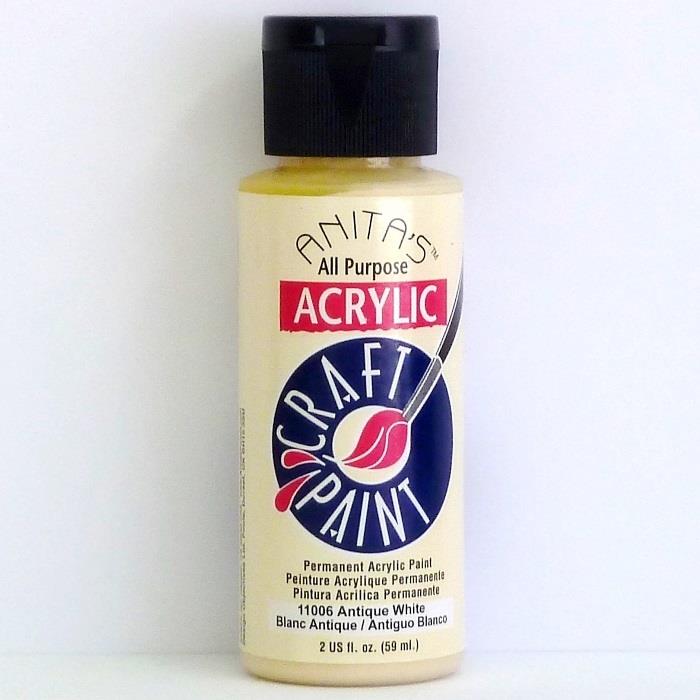 ANITA'S™
All Purpose
ACRYLIC
CRAFT
PAINT
Permanent Acrylic Paint
Peinture Acrylique Permanente
Pintura Acrílica Permanente
11006 Antique White
Blanc Antique / Antiguo Blanco
2 US fl. oz. (59 ml.)